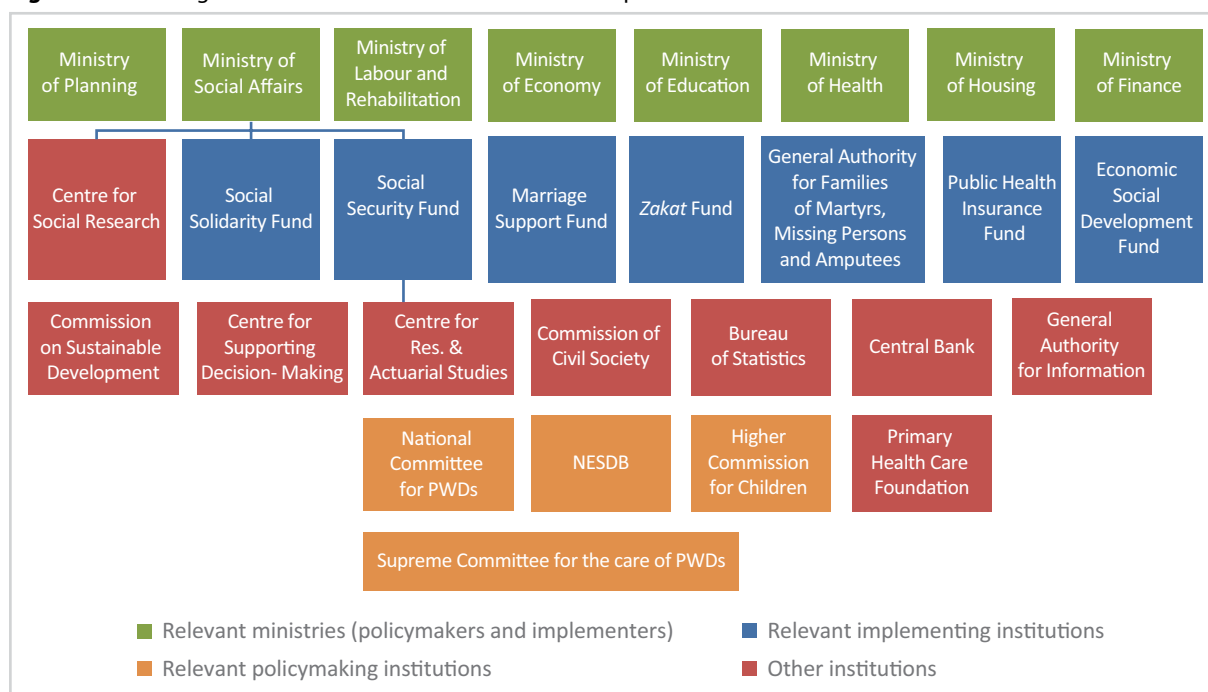 Ministry
of Planning
Ministry of
Social Affairs
Ministry of
Labour and
Rehabilitation
Ministry
of Economy
Ministry
of Education
Ministry
of Health
Ministry
of Housing
Ministry
of Finance
Centre for
Social Research
Social
Solidarity Fund
Social
Security Fund
Marriage
Support Fund
Zakat Fund
General Authority
for Families
of Martyrs,
Missing Persons
and Amputees
Public Health
Insurance
Fund
Economic
Social
Development
Fund
Commission
on Sustainable
Development
Centre for
Supporting
Decision- Making
Centre for
Res. &
Actuarial Studies
Commission of
Civil Society
Bureau
of Statistics
Central Bank
General
Authority
for Information
National
Committee
for PWDs
NESDB
Higher
Commission
for Children
Primary
Health Care
Foundation
Supreme Committee for the care of PWDs
Relevant ministries (policymakers and implementers)
Relevant implementing institutions
Relevant policymaking institutions
Other institutions